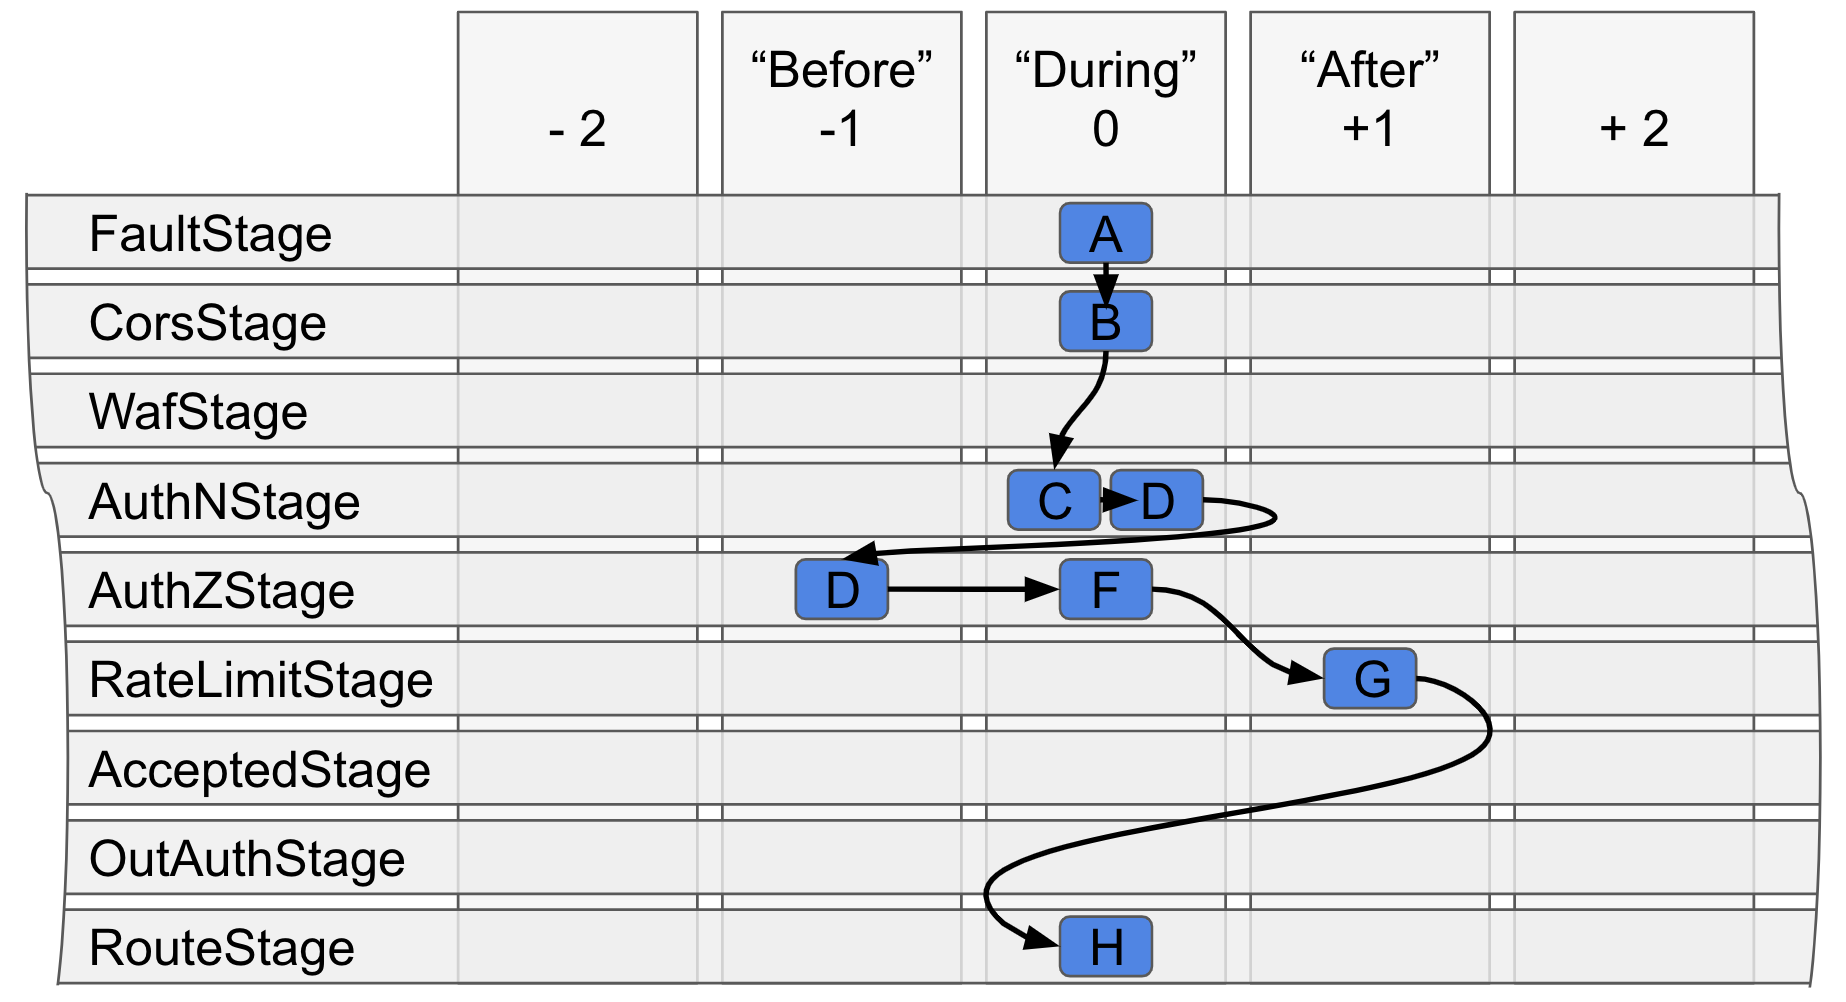 “Before” “During” “After”
- 2 -1 0 +1 + 2
FaultStage A
CorsStage B
WafStage
AuthNStage C D
AuthZStage D F
RateLimitStage G
AcceptedStage
OutAuthStage
RouteStage H